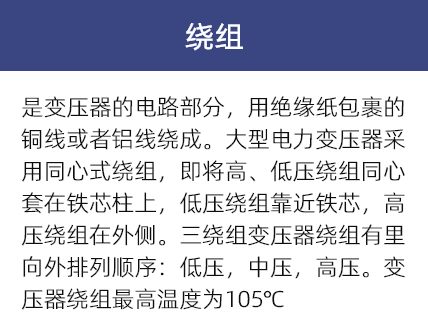 绕组
是变压器的电路部分，用绝缘纸包裹的
铜线或者铝线绕成。大型电力变压器采
用同心式绕组，即将高、低压绕组同心
套在铁芯柱上，低压绕组靠近铁芯，高
压绕组在外侧。三绕组变压器绕组有里
向外排列顺序：低压，中压，高压。变
压器绕组最高温度为105℃